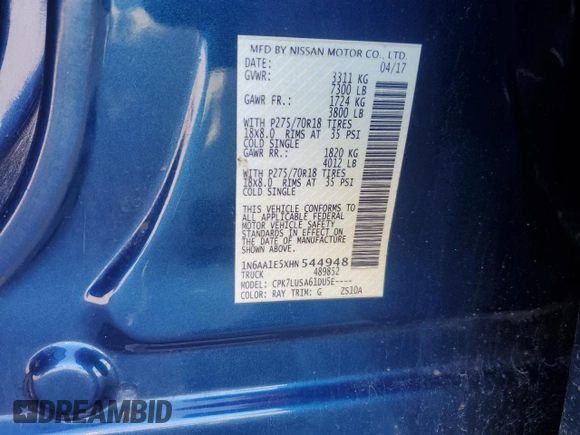 MFD BY NISSAN MOTOR CO., LTD.
DATE: 04/17
GVWR: 3311 KG
7300 LB
GAWR FR.: 1724 KG
3800 LB
WITH P275/70R18 TIRES
18X8.0 RIMS AT 35 PSI
COLD SINGLE
GAWR RR.: 1820 KG
4012 LB
WITH P275/70R18 TIRES
18X8.0 RIMS AT 35 PSI
COLD SINGLE
THIS VEHICLE CONFORMS TO
ALL APPLICABLE FEDERAL
MOTOR VEHICLE SAFETY
STANDARDS IN EFFECT ON
THE DATE OF MANUFACTURE
SHOWN ABOVE.
1N6AA1E5XHN544948
TRUCK 489852
MODEL: CPK7LUSA61DU5E----
COLOR: RAY TRIM: G ZS10A
DREAMBID